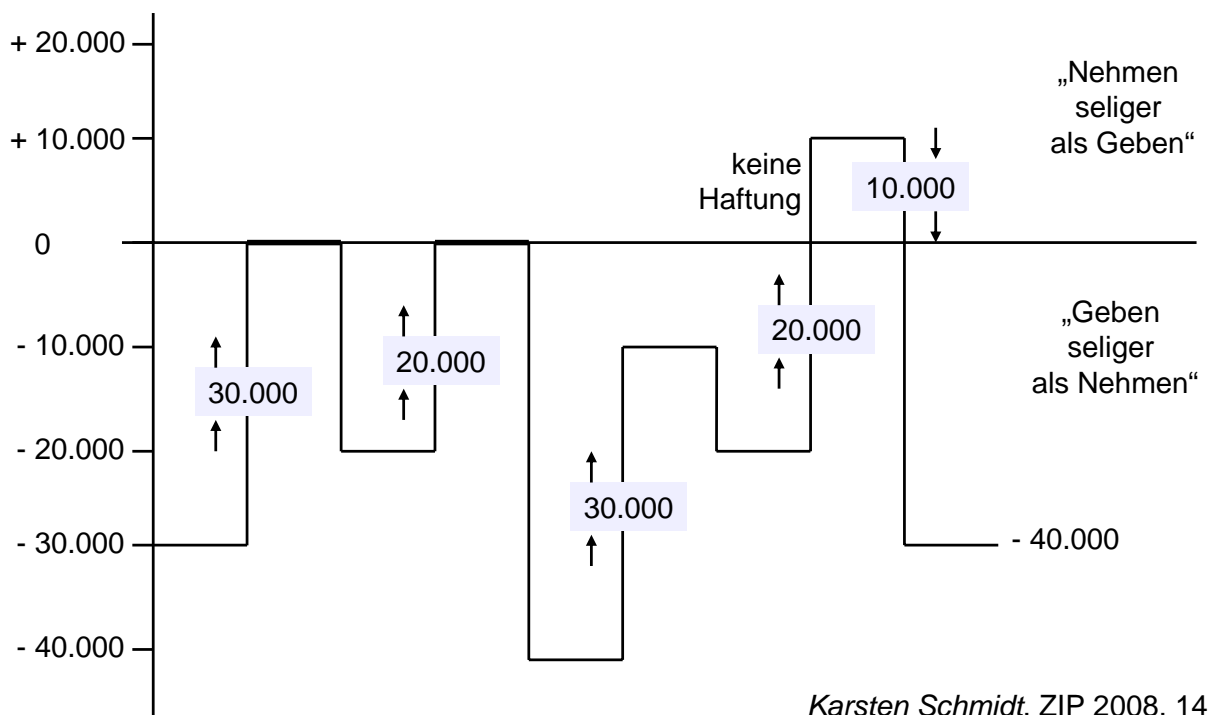 + 20.000
„Nehmen
seliger
als Geben“
+ 10.000
keine
Haftung
10.000
0
„Geben
seliger
als Nehmen“
20.000
- 10.000
20.000
30.000
- 20.000
30.000
- 30.000
- 40.000
- 40.000
Karsten Schmidt, ZIP 2008, 14